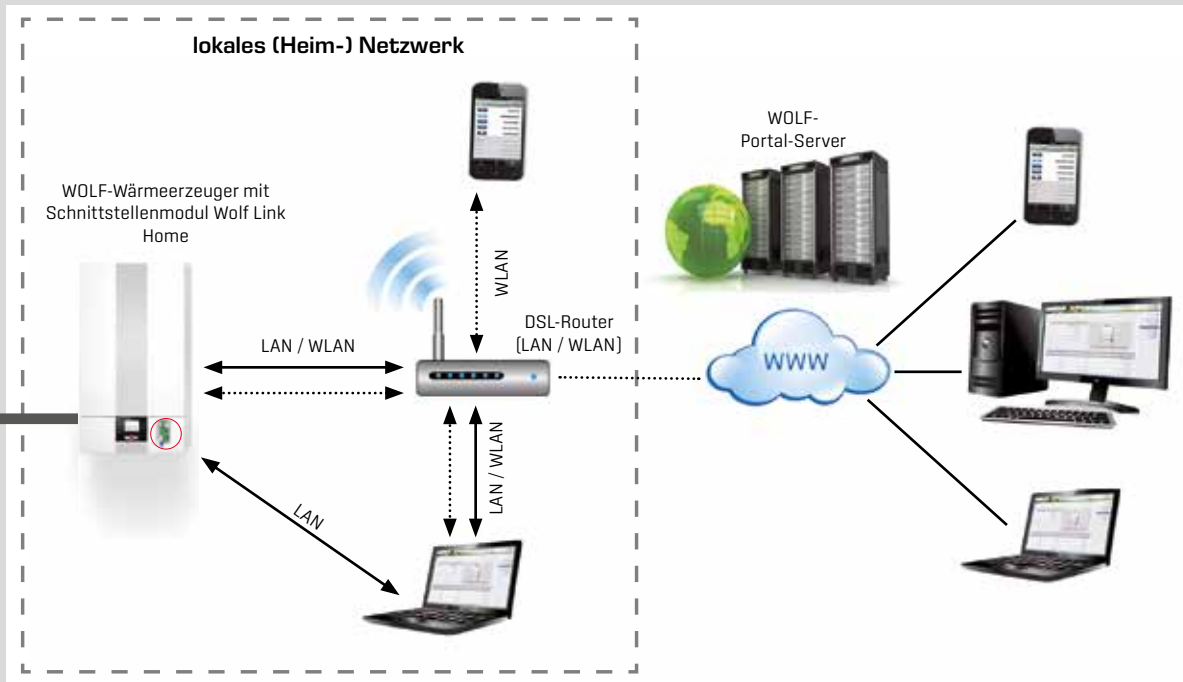 lokales (Heim-) Netzwerk
WOLF-Wärmeerzeuger mit
Schnittstellenmodul Wolf Link
Home
WLAN
LAN / WLAN
DSL-Router
(LAN / WLAN)
LAN / WLAN
LAN
WOLF-
Portal-Server
WWW